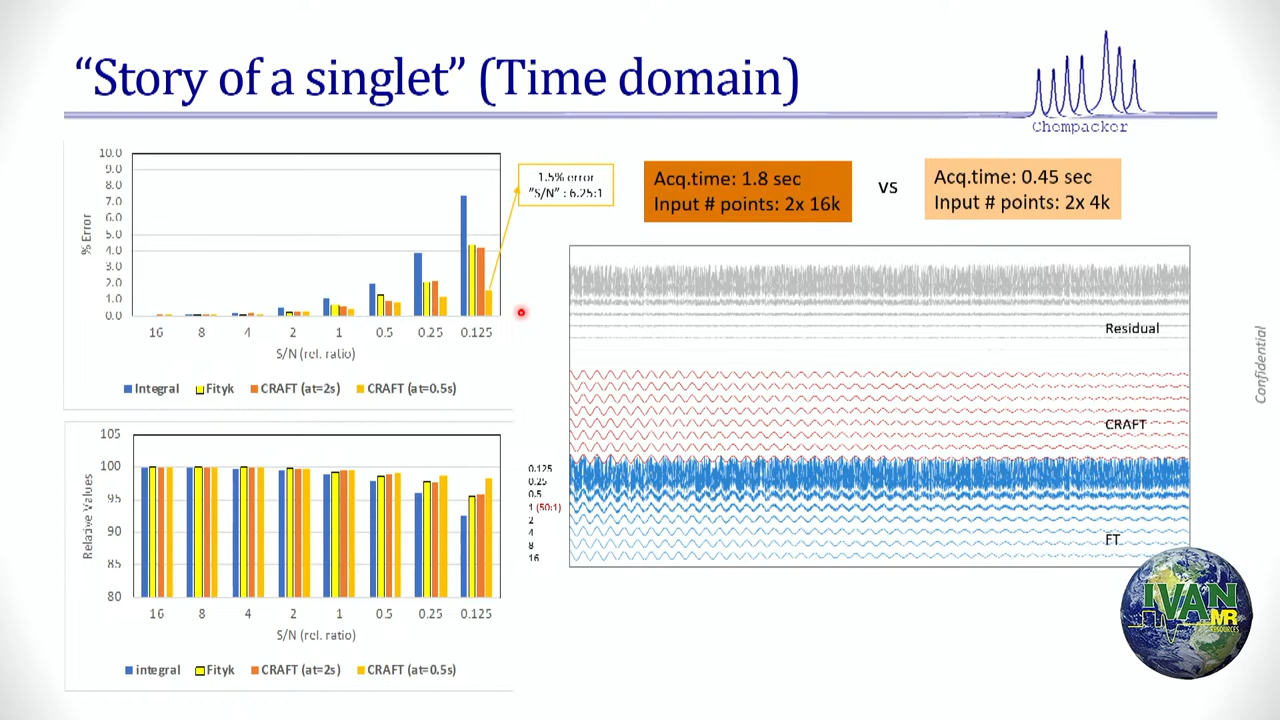 “Story of a singlet” (Time domain)
Chempacker
10.0
9.0
8.0
7.0
6.0
5.0
4.0
3.0
2.0
1.0
0.0
% Error
16 8 4 2 1 0.5 0.25 0.125
S/N (rel. ratio)
Integral Fityk CRAFT (at=2s) CRAFT (at=0.5s)
1.5% error
"S/N" : 6.25:1
Acq.time: 1.8 sec
Input # points: 2x 16k
vs
Acq.time: 0.45 sec
Input # points: 2x 4k
Residual
CRAFT
FT
0.125
0.25
0.5
1 (50:1)
2
4
8
16
105
100
95
90
85
80
Relative Values
16 8 4 2 1 0.5 0.25 0.125
S/N (rel. ratio)
integral Fityk CRAFT (at=2s) CRAFT (at=0.5s)
Confidential
IVAN
MR
RESOURCES